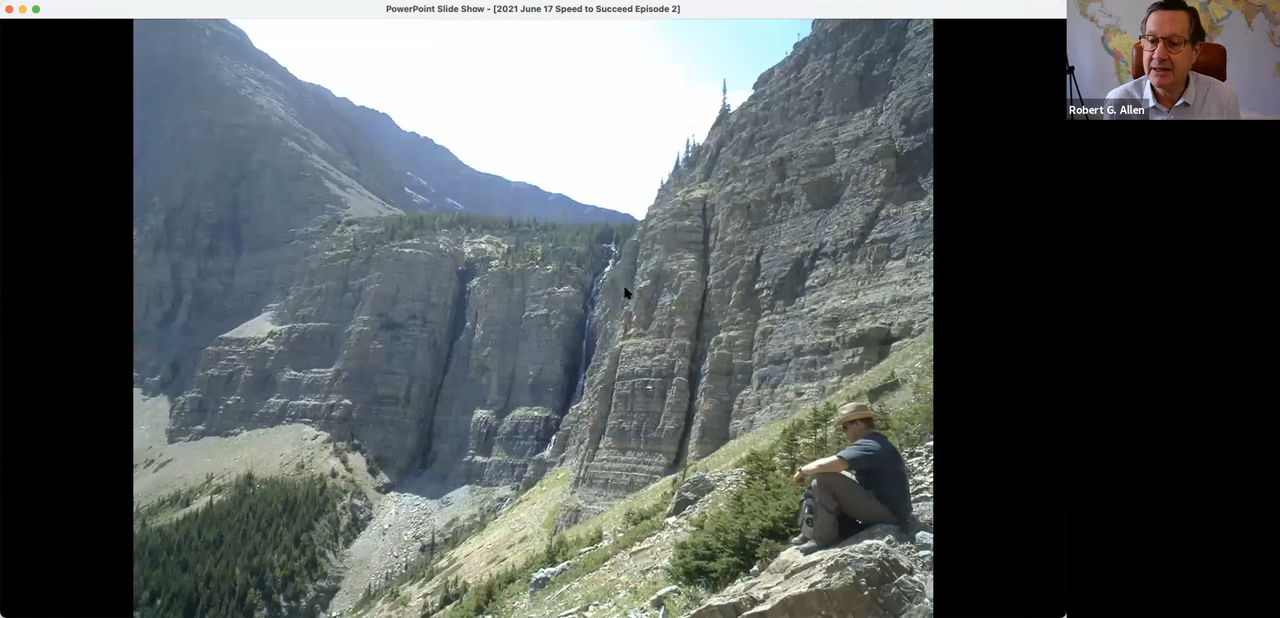 PowerPoint Slide Show - [2021 June 17 Speed to Succeed Episode 2]
Robert G. Allen